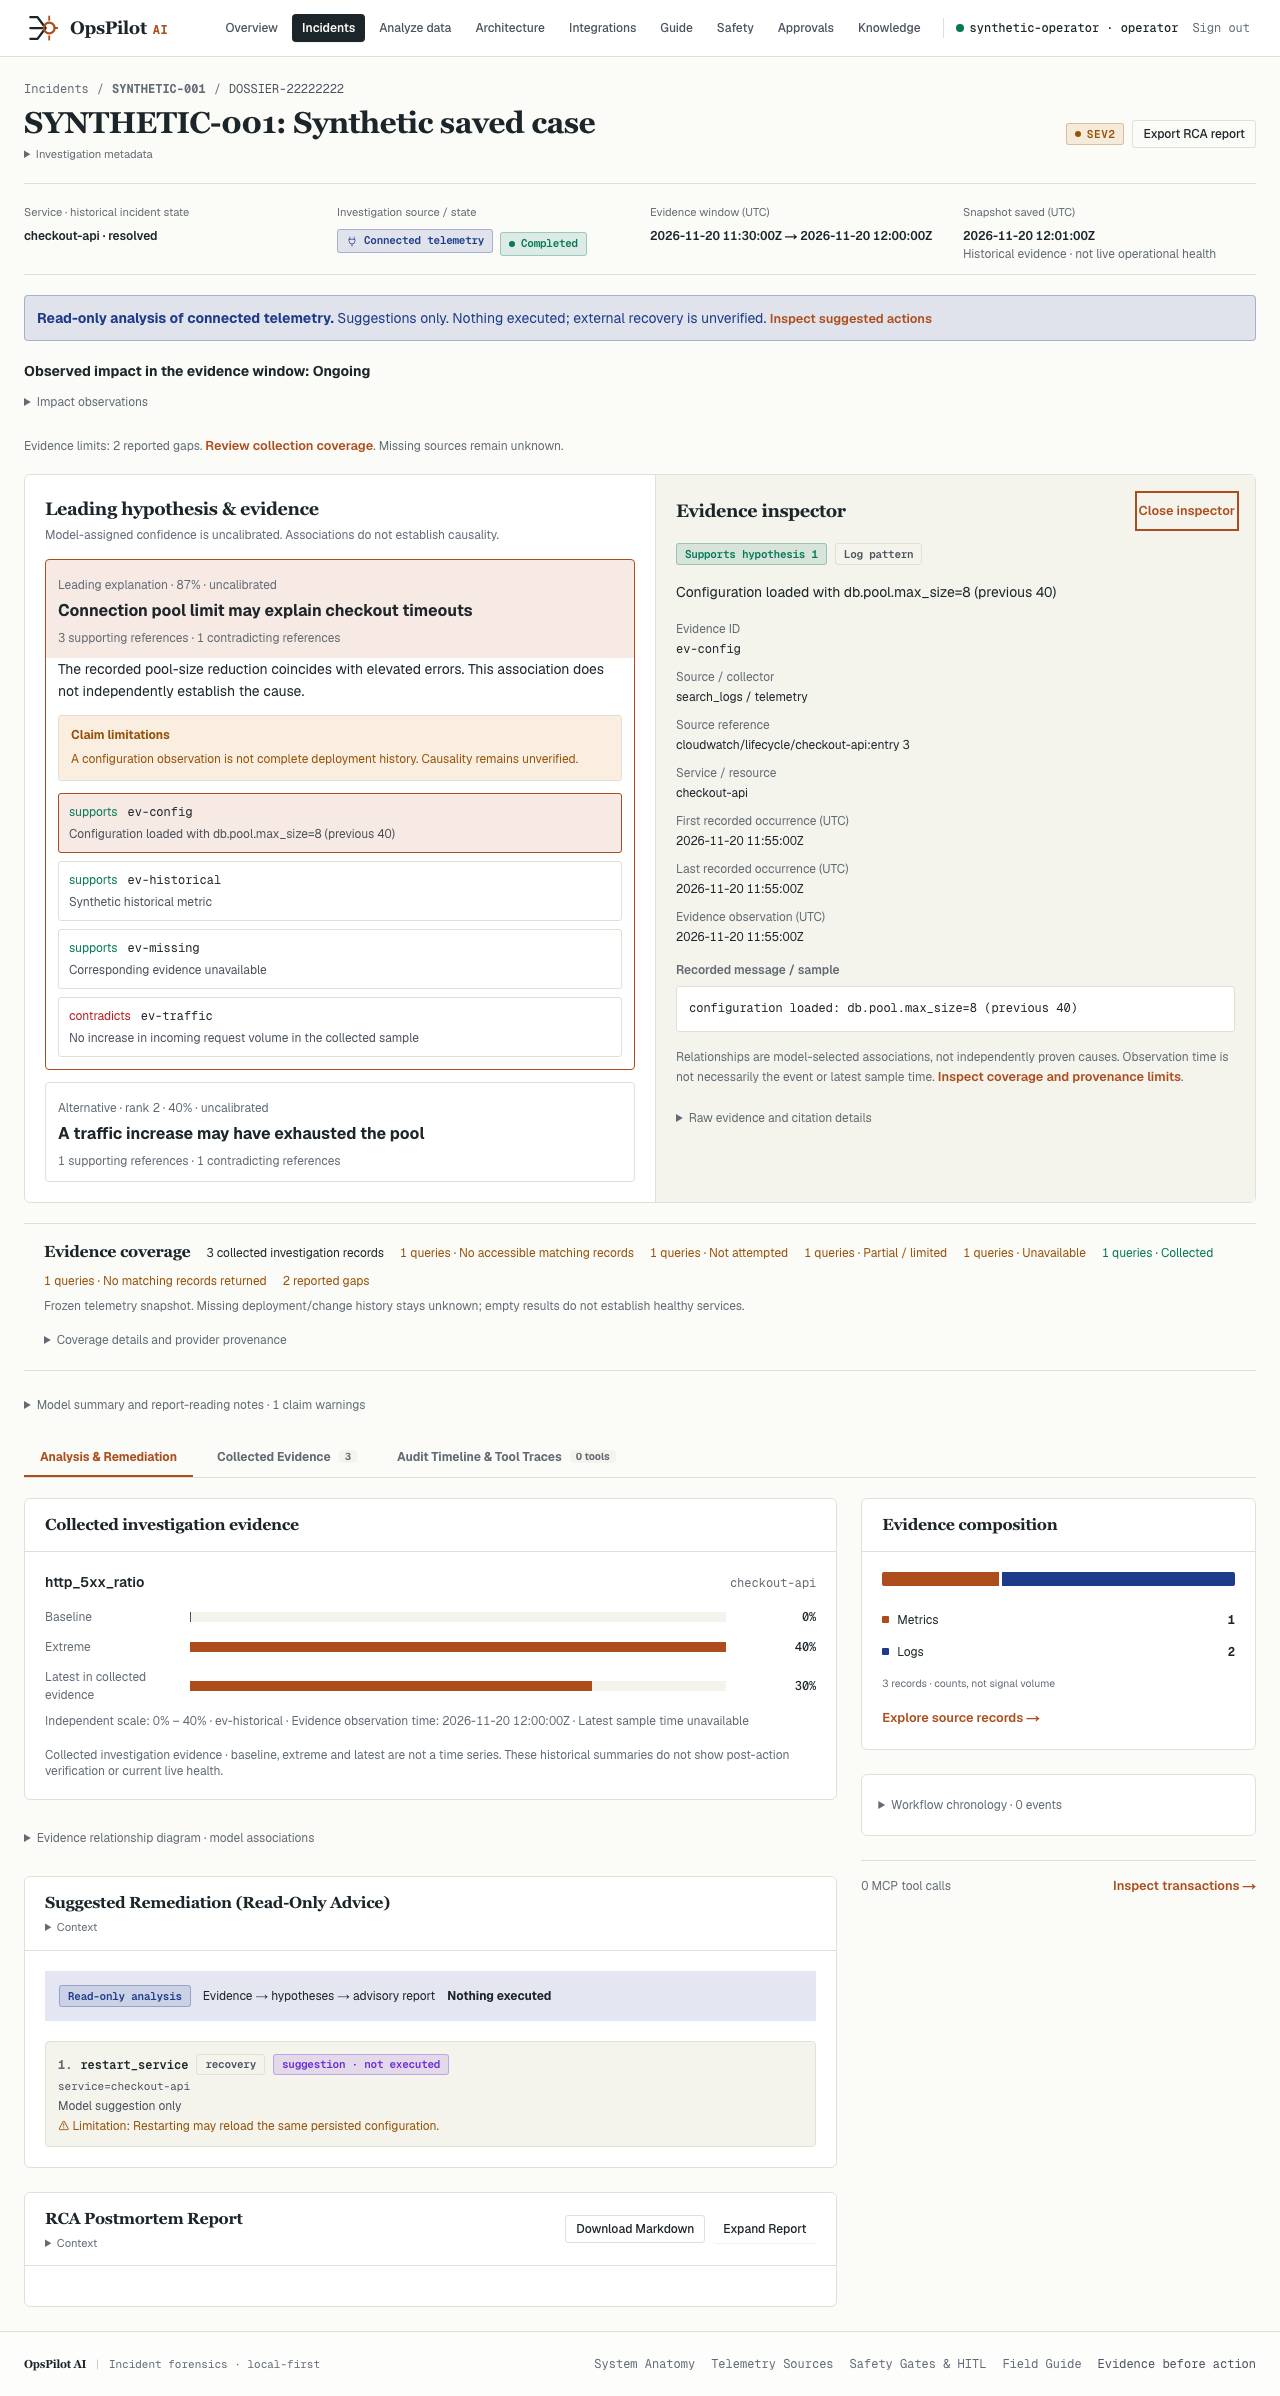 OpsPilot AI
Overview Incidents Analyze data Architecture Integrations Guide Safety Approvals Knowledge
synthetic-operator · operator Sign out
Incidents / SYNTHETIC-001 / DOSSIER-22222222
SYNTHETIC-001: Synthetic saved case
SEV2 Export RCA report
Investigation metadata
Service · historical incident state
checkout-api · resolved
Investigation source / state
Connected telemetry Completed
Evidence window (UTC)
2026-11-20 11:30:00Z → 2026-11-20 12:00:00Z
Snapshot saved (UTC)
2026-11-20 12:01:00Z
Historical evidence · not live operational health
Read-only analysis of connected telemetry. Suggestions only. Nothing executed; external recovery is unverified. Inspect suggested actions
Observed impact in the evidence window: Ongoing
Impact observations
Evidence limits: 2 reported gaps. Review collection coverage. Missing sources remain unknown.
Leading hypothesis & evidence
Model-assigned confidence is uncalibrated. Associations do not establish causality.
Leading explanation · 87% · uncalibrated
Connection pool limit may explain checkout timeouts
3 supporting references · 1 contradicting references
The recorded pool-size reduction coincides with elevated errors. This association does
not independently establish the cause.
Claim limitations
A configuration observation is not complete deployment history. Causality remains unverified.
supports ev-config
Configuration loaded with db.pool.max_size=8 (previous 40)
supports ev-historical
Synthetic historical metric
supports ev-missing
Corresponding evidence unavailable
contradicts ev-traffic
No increase in incoming request volume in the collected sample
Alternative · rank 2 · 40% · uncalibrated
A traffic increase may have exhausted the pool
1 supporting references · 1 contradicting references
Evidence inspector
Close inspector
Supports hypothesis 1 Log pattern
Configuration loaded with db.pool.max_size=8 (previous 40)
Evidence ID
ev-config
Source / collector
search_logs / telemetry
Source reference
cloudwatch/lifecycle/checkout-api:entry 3
Service / resource
checkout-api
First recorded occurrence (UTC)
2026-11-20 11:55:00Z
Last recorded occurrence (UTC)
2026-11-20 11:55:00Z
Evidence observation (UTC)
2026-11-20 11:55:00Z
Recorded message / sample
configuration loaded: db.pool.max_size=8 (previous 40)
Relationships are model-selected associations, not independently proven causes. Observation time is
not necessarily the event or latest sample time. Inspect coverage and provenance limits.
Raw evidence and citation details
Evidence coverage 3 collected investigation records 1 queries · No accessible matching records 1 queries · Not attempted 1 queries · Partial / limited 1 queries · Unavailable 1 queries · Collected
1 queries · No matching records returned 2 reported gaps
Frozen telemetry snapshot. Missing deployment/change history stays unknown; empty results do not establish healthy services.
Coverage details and provider provenance
Model summary and report-reading notes · 1 claim warnings
Analysis & Remediation Collected Evidence 3 Audit Timeline & Tool Traces 0 tools
Collected investigation evidence
http_5xx_ratio checkout-api
Baseline 0%
Extreme 40%
Latest in collected
evidence 30%
Independent scale: 0% – 40% · ev-historical · Evidence observation time: 2026-11-20 12:00:00Z · Latest sample time unavailable
Collected investigation evidence · baseline, extreme and latest are not a time series. These historical summaries do not show post-action
verification or current live health.
Evidence relationship diagram · model associations
Evidence composition
Metrics 1
Logs 2
3 records · counts, not signal volume
Explore source records →
Workflow chronology · 0 events
0 MCP tool calls Inspect transactions →
Suggested Remediation (Read-Only Advice)
Context
Read-only analysis Evidence → hypotheses → advisory report Nothing executed
1. restart_service recovery suggestion · not executed
service=checkout-api
Model suggestion only
⚠ Limitation: Restarting may reload the same persisted configuration.
RCA Postmortem Report
Context
Download Markdown Expand Report
OpsPilot AI Incident forensics · local-first
System Anatomy Telemetry Sources Safety Gates & HITL Field Guide Evidence before action